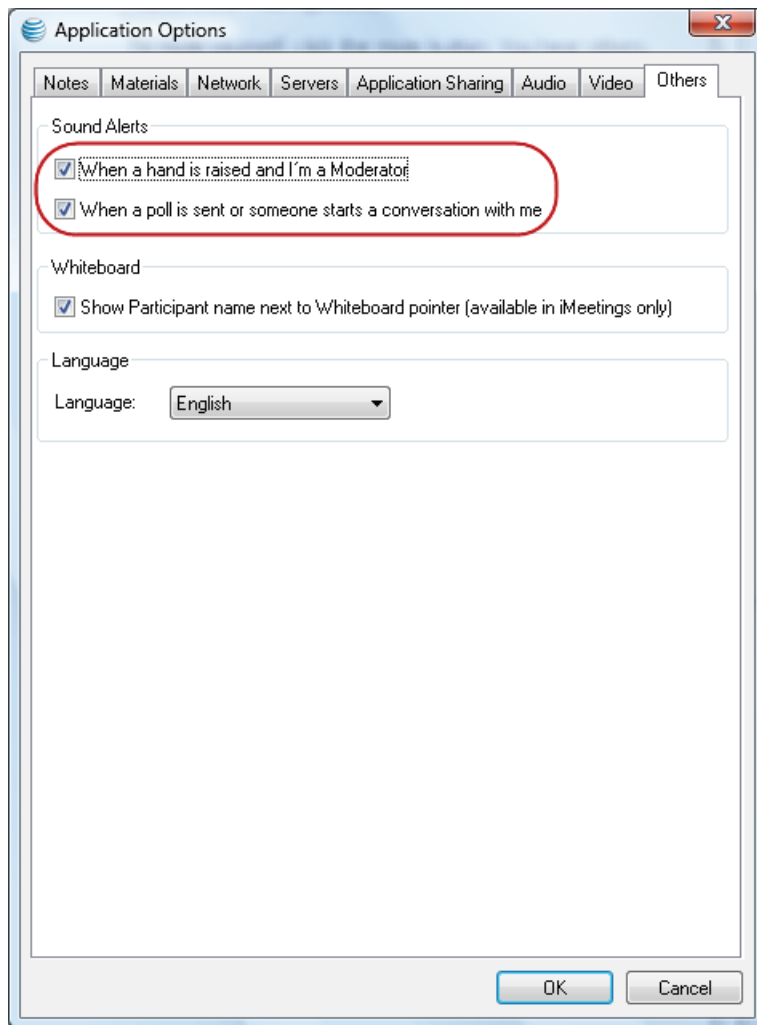 Application Options
Notes Materials Network Servers Application Sharing Audio Video Others
Sound Alerts
When a hand is raised and I´m a Moderator
When a poll is sent or someone starts a conversation with me
Whiteboard
Show Participant name next to Whiteboard pointer (available in iMeetings only)
Language
Language: English
OK Cancel